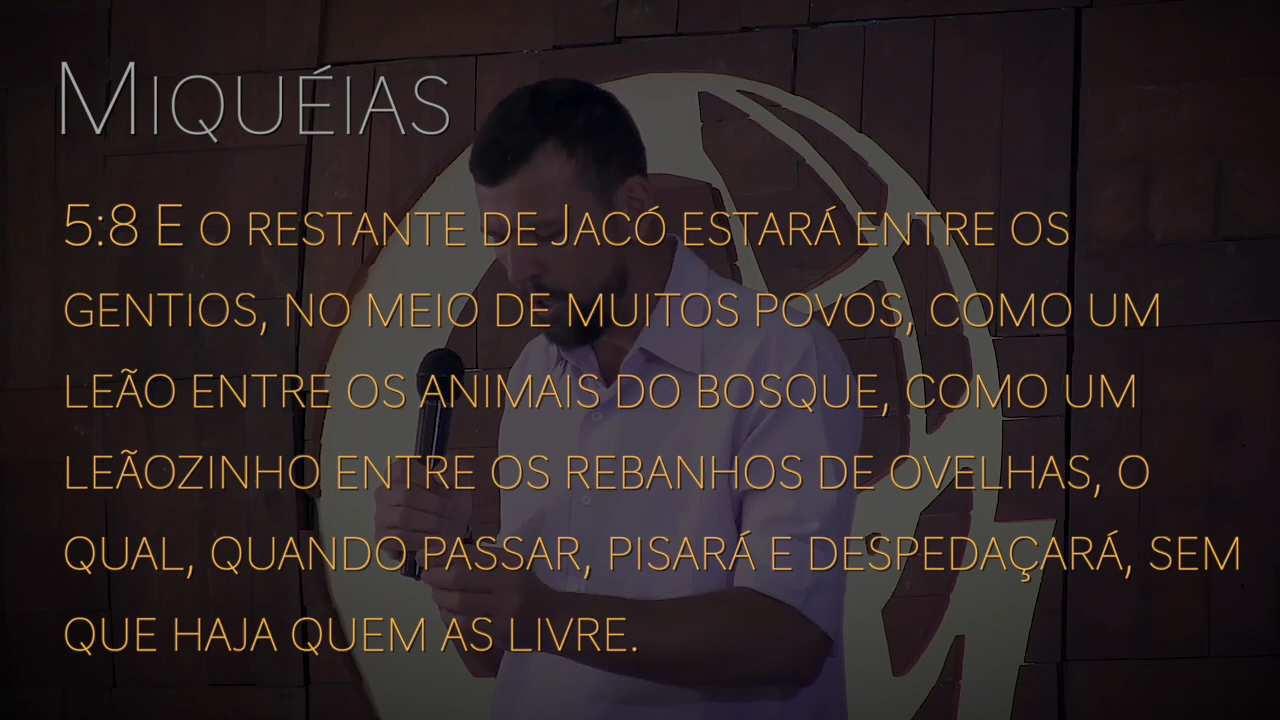 Miquéias
5:8 E o restante de Jacó estará entre os
gentios, no meio de muitos povos, como um
leão entre os animais do bosque, como um
leãozinho entre os rebanhos de ovelhas, o
qual, quando passar, pisará e despedaçará, sem
que haja quem as livre.